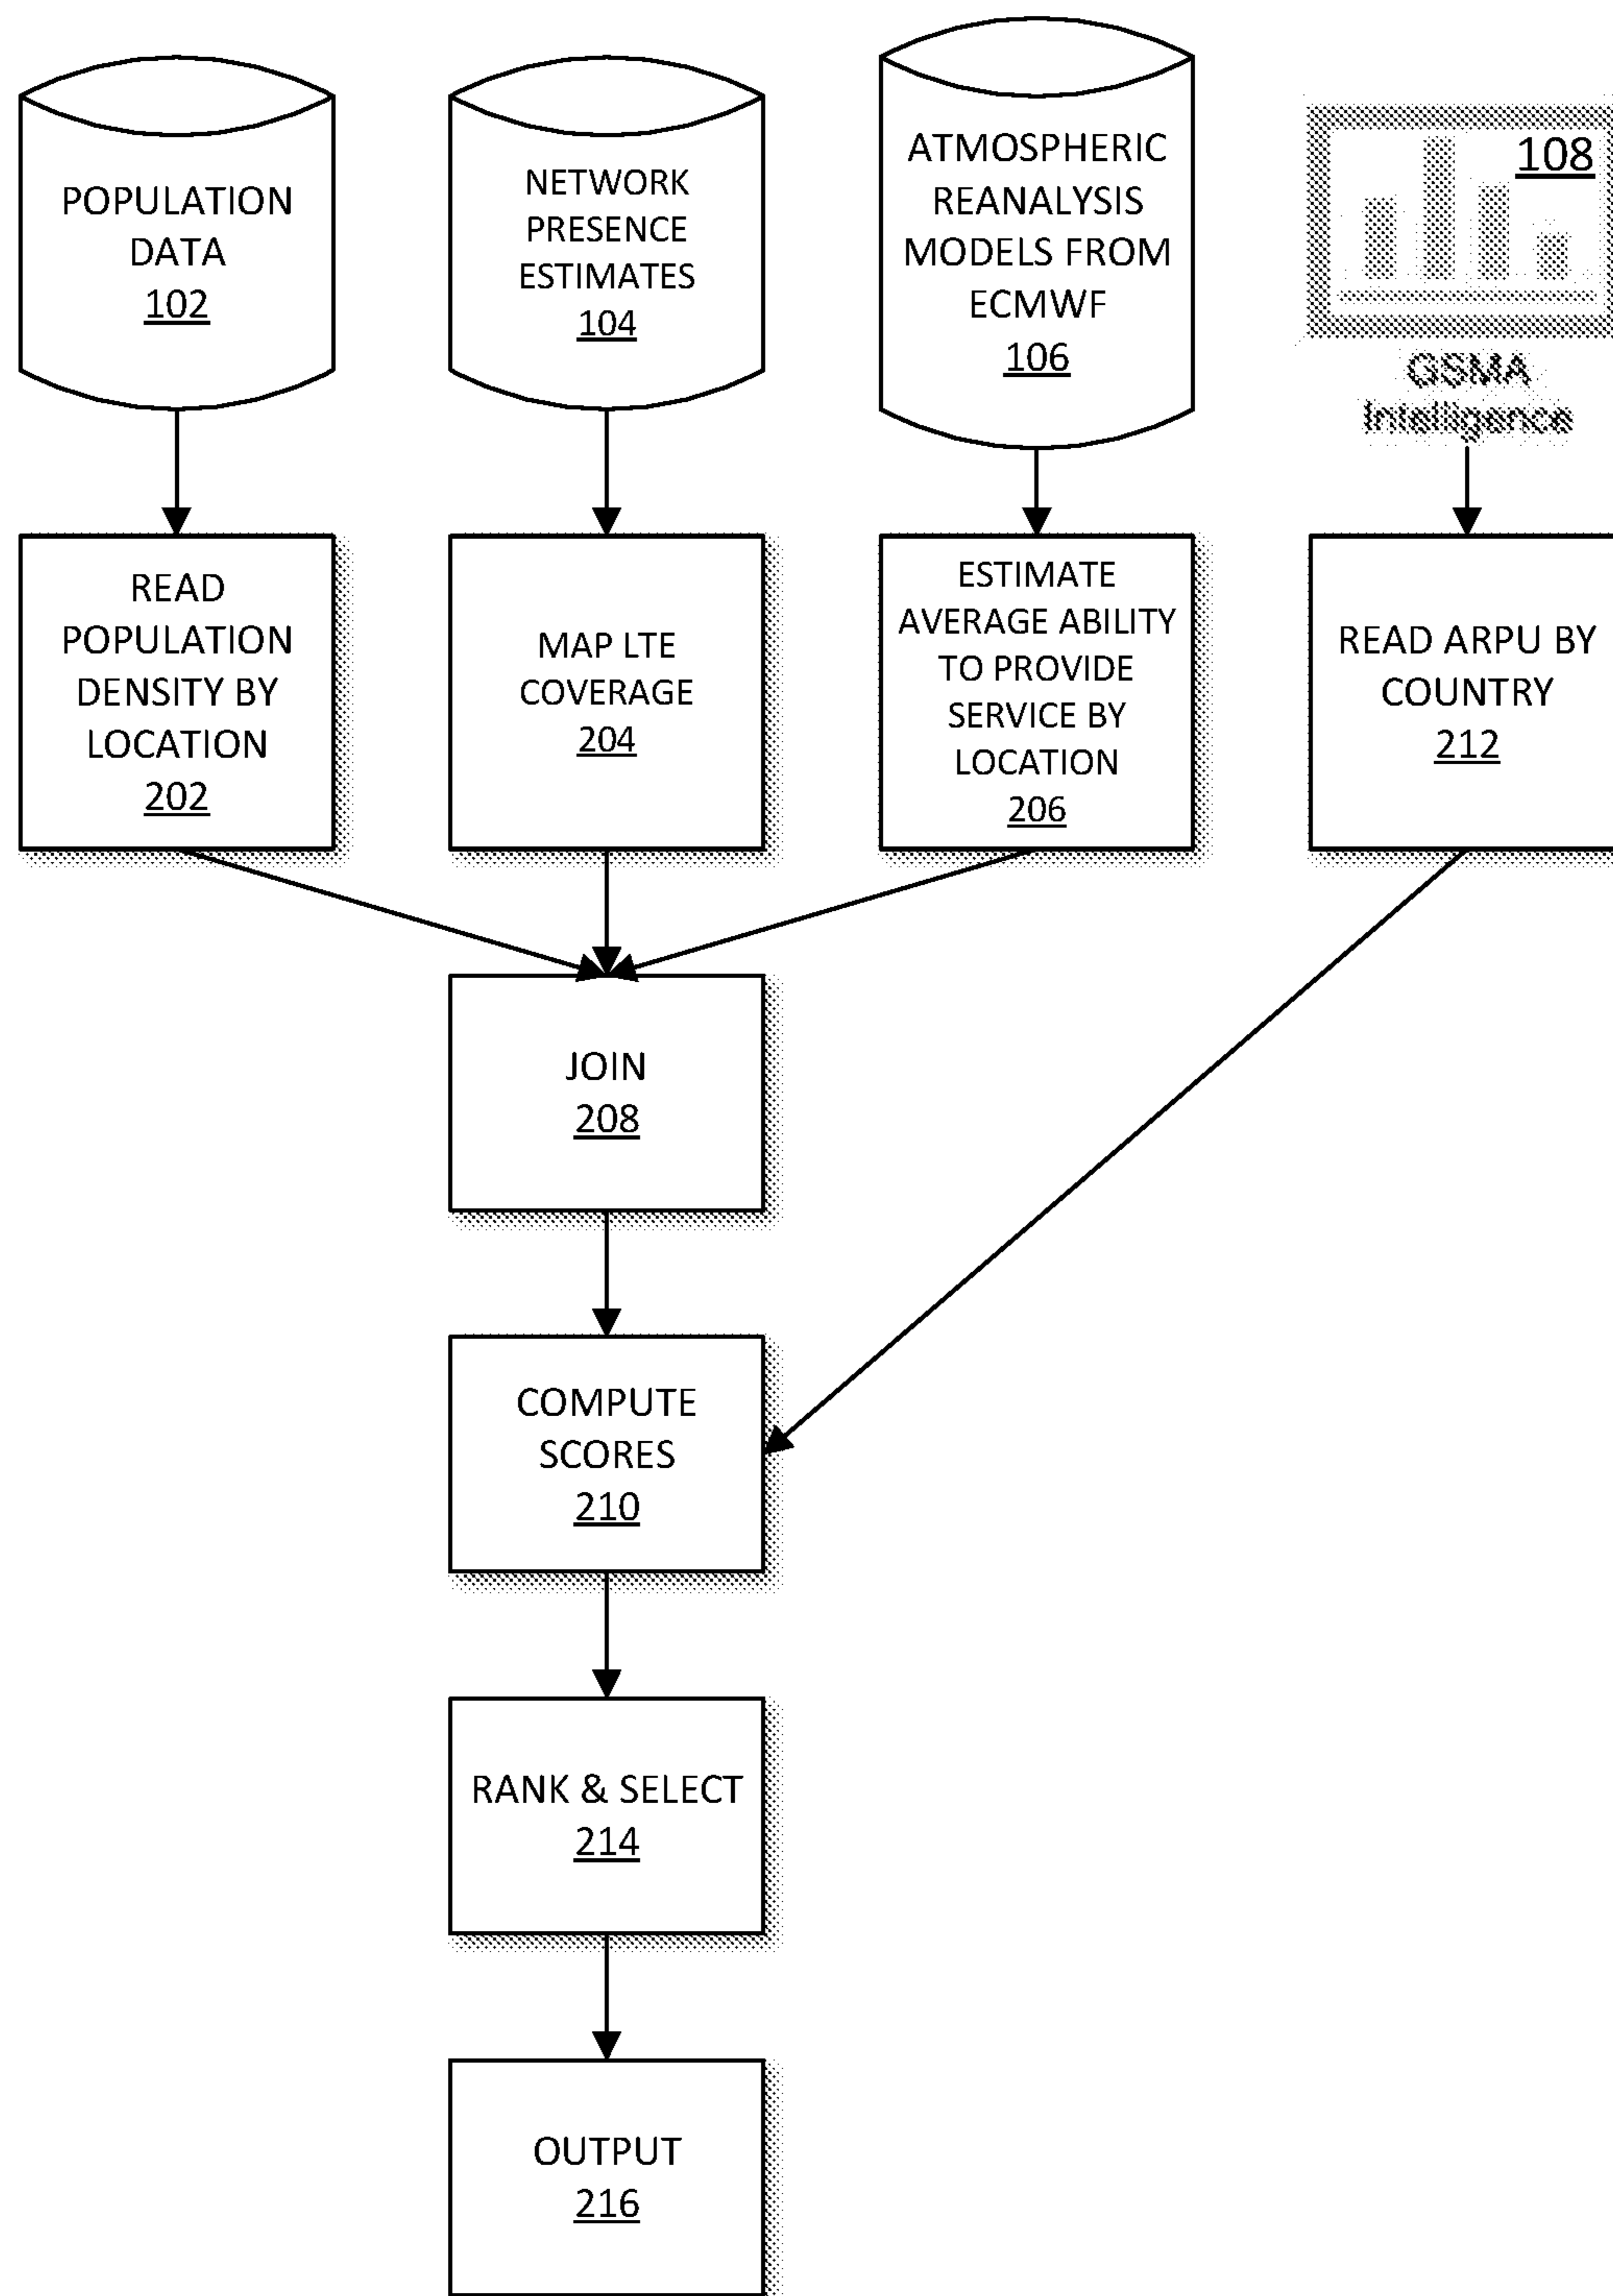 POPULATION
DATA
102
NETWORK
PRESENCE
ESTIMATES
104
ATMOSPHERIC
REANALYSIS
MODELS FROM
ECMWF
106
108
GSMA
Intelligence
READ
POPULATION
DENSITY BY
LOCATION
202
MAP LTE
COVERAGE
204
ESTIMATE
AVERAGE ABILITY
TO PROVIDE
SERVICE BY
LOCATION
206
READ ARPU BY
COUNTRY
212
JOIN
208
COMPUTE
SCORES
210
RANK & SELECT
214
OUTPUT
216